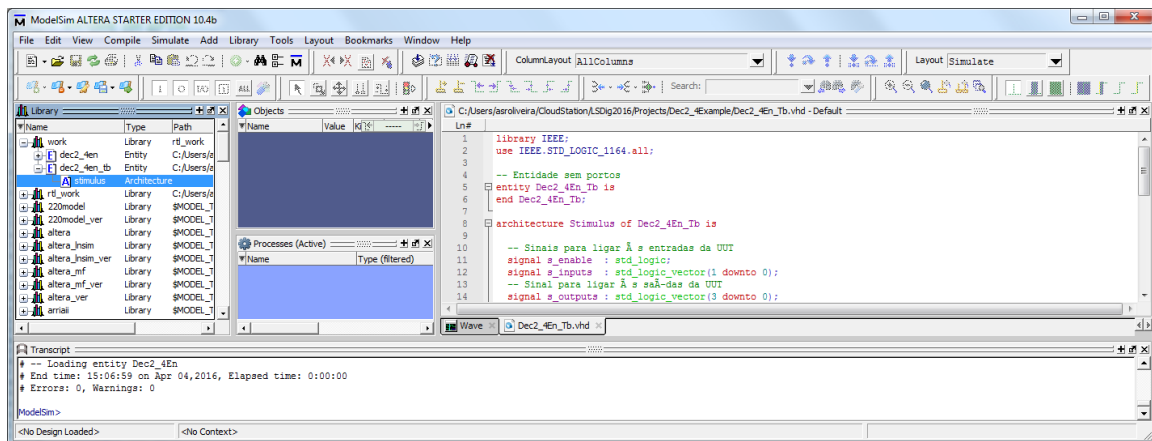 ModelSim ALTERA STARTER EDITION 10.4b
File Edit View Compile Simulate Add Library Tools Layout Bookmarks Window Help
ColumnLayout AllColumns
Layout Simulate
Search:
Library
Name Type Path
work Library rtl_work
dec2_4en Entity C:/Users/a
dec2_4en_tb Entity C:/Users/a
stimulus Architecture
rtl_work Library C:/Users/a
220model Library $MODEL_T
220model_ver Library $MODEL_T
altera Library $MODEL_T
altera_lnsim Library $MODEL_T
altera_lnsim_ver Library $MODEL_T
altera_mf Library $MODEL_T
altera_mf_ver Library $MODEL_T
altera_ver Library $MODEL_T
arriaii Library $MODEL_T
Objects
Name Value
Processes (Active)
Name Type (filtered)
C:/Users/asroliveira/CloudStation/LSDig2016/Projects/Dec2_4Example/Dec2_4En_Tb.vhd - Default
Ln#
1 library IEEE;
2 use IEEE.STD_LOGIC_1164.all;
3
4 -- Entidade sem portos
5 entity Dec2_4En_Tb is
6 end Dec2_4En_Tb;
7
8 architecture Stimulus of Dec2_4En_Tb is
9
10 -- Sinais para ligar Ã s entradas da UUT
11 signal s_enable : std_logic;
12 signal s_inputs : std_logic_vector(1 downto 0);
13 -- Sinal para ligar Ã s saÃ-das da UUT
14 signal s_outputs : std_logic_vector(3 downto 0);
Wave Dec2_4En_Tb.vhd
Transcript
# -- Loading entity Dec2_4En
# End time: 15:06:59 on Apr 04,2016, Elapsed time: 0:00:00
# Errors: 0, Warnings: 0
ModelSim>
<No Design Loaded> <No Context>